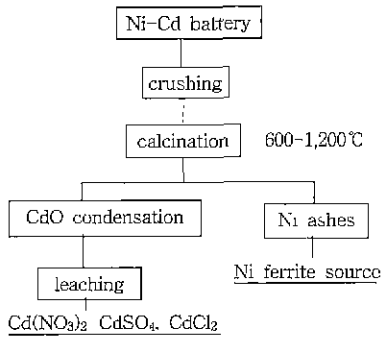 Ni-Cd battery
crushing
calcination 600-1,200℃
CdO condensation Ni ashes
leaching Ni ferrite source
Cd(NO₃)₂ CdSO₄. CdCl₂